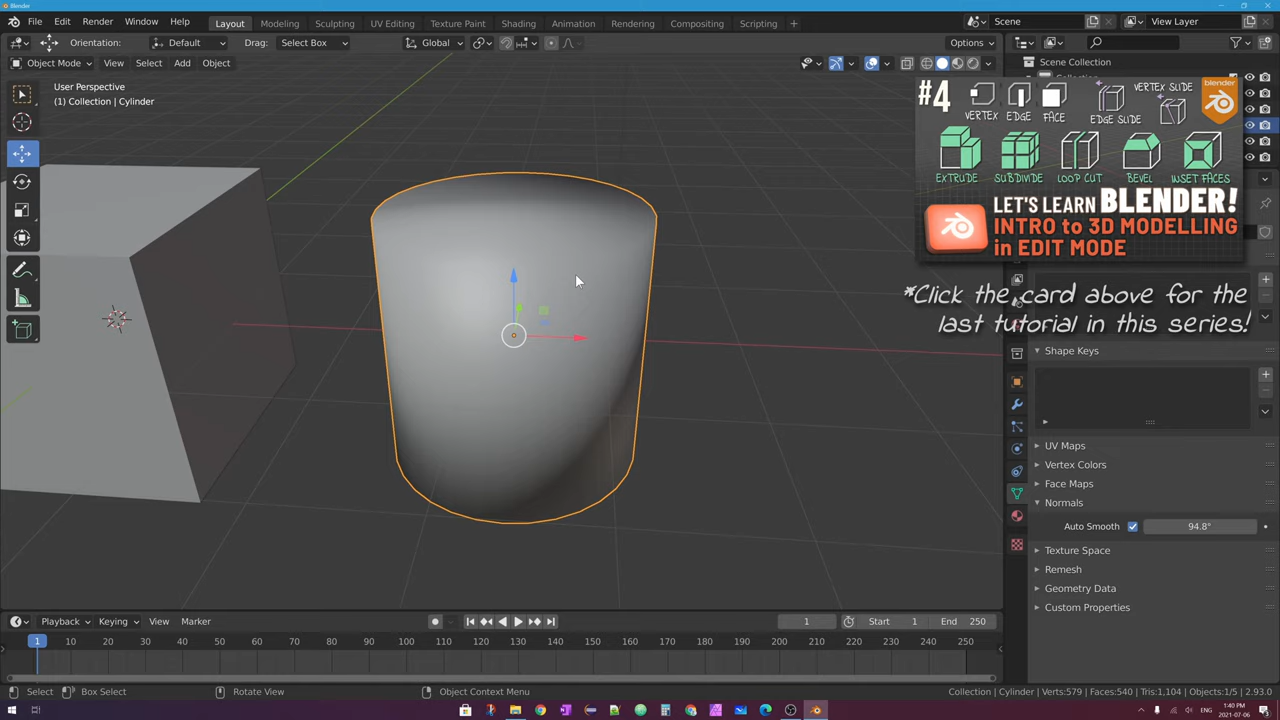 Blender
File Edit Render Window Help Layout Modeling Sculpting UV Editing Texture Paint Shading Animation Rendering Compositing Scripting + Scene View Layer
Orientation: Default Drag: Select Box Global Options
Object Mode View Select Add Object
User Perspective
(1) Collection | Cylinder
Scene Collection
#4
VERTEX
EDGE
FACE
EDGE SLIDE
VERTEX SLIDE
blender
EXTRUDE
SUBDIVIDE
LOOP CUT
BEVEL
INSET FACES
LET'S LEARN BLENDER!
INTRO to 3D MODELLING
in EDIT MODE
*Click the card above for the
last tutorial in this series!
Shape Keys
UV Maps
Vertex Colors
Face Maps
Normals
Auto Smooth 94.8°
Texture Space
Remesh
Geometry Data
Custom Properties
Playback Keying View Marker 1 Start 1 End 250
1 10 20 30 40 50 60 70 80 90 100 110 120 130 140 150 160 170 180 190 200 210 220 230 240 250
Select Box Select Rotate View Object Context Menu Collection | Cylinder | Verts:579 | Faces:540 | Tris:1,104 | Objects:1/5 | 2.93.0
1:40 PM
2021-07-06